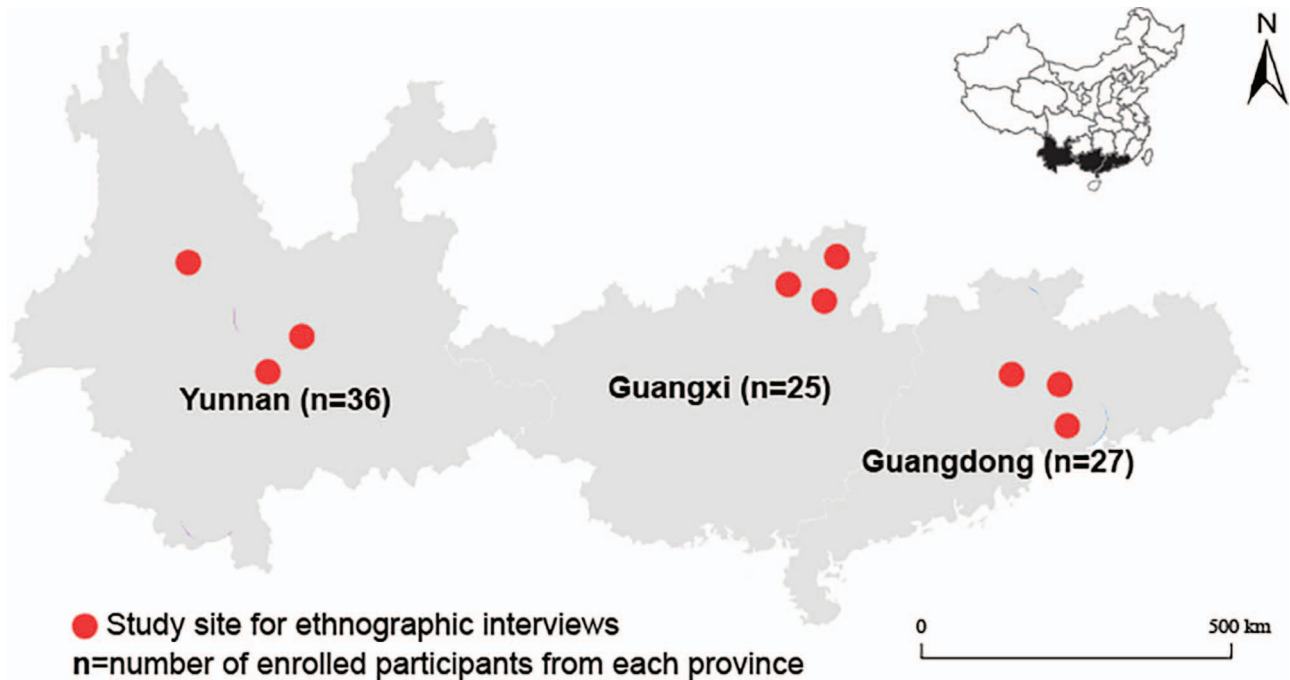 N
Yunnan (n=36)
Guangxi (n=25)
Guangdong (n=27)
Study site for ethnographic interviews
n=number of enrolled participants from each province
0 500 km